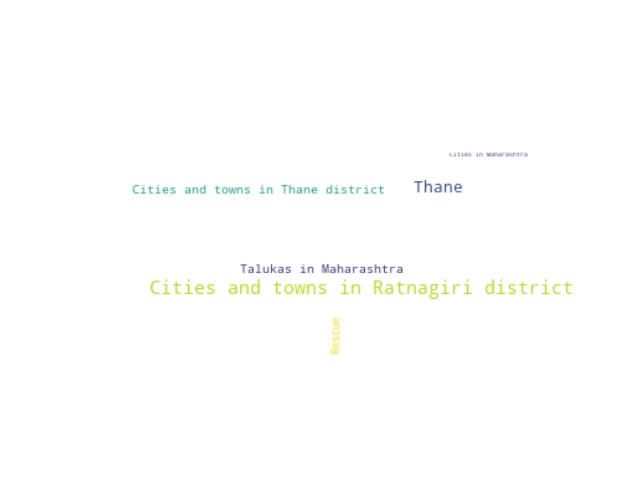 Cities in Maharashtra
Cities and towns in Thane district
Thane
Talukas in Maharashtra
Cities and towns in Ratnagiri district
Rescue